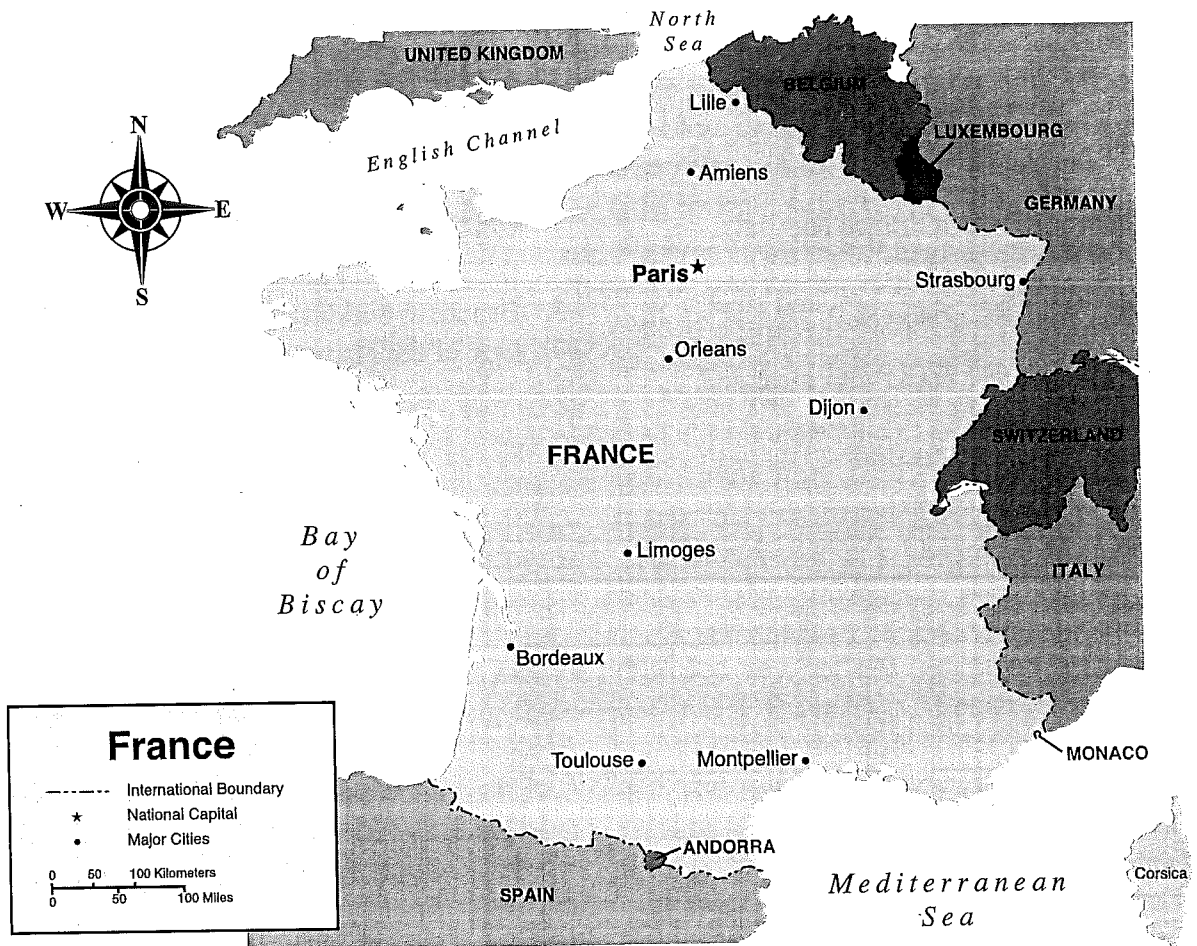 North
Sea
UNITED KINGDOM
BELGIUM
Lille
LUXEMBOURG
English Channel
N
Amiens
W
E
GERMANY
S
Paris
Strasbourg
Orleans
Dijon
SWITZERLAND
FRANCE
Bay
of
Biscay
Limoges
ITALY
Bordeaux
France
International Boundary
National Capital
Major Cities
0 50 100 Kilometers
0 50 100 Miles
Toulouse
Montpellier
MONACO
ANDORRA
SPAIN
Mediterranean
Sea
Corsica